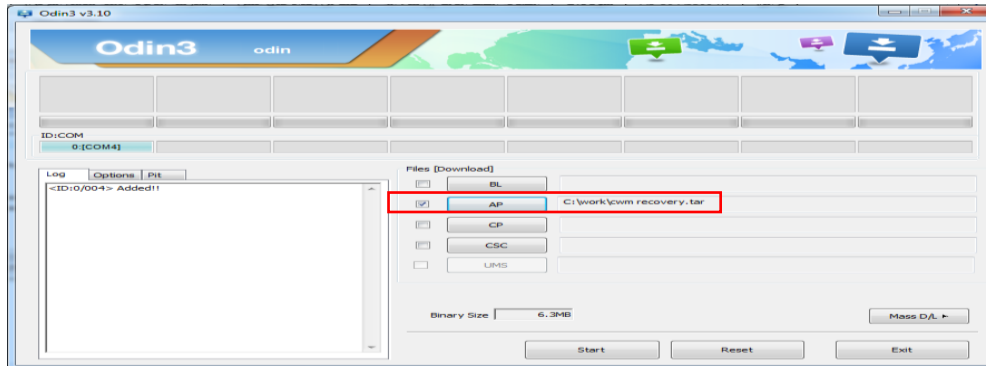 Odin3 v3.10
Odin3 odin
ID:COM
0:[COM4]
Log Options Pit
<ID:0/004> Added!!
Files [Download]
BL
AP C:\work\cwm recovery.tar
CP
CSC
UMS
Binary Size 6.3MB
Mass D/L ►
Start Reset Exit